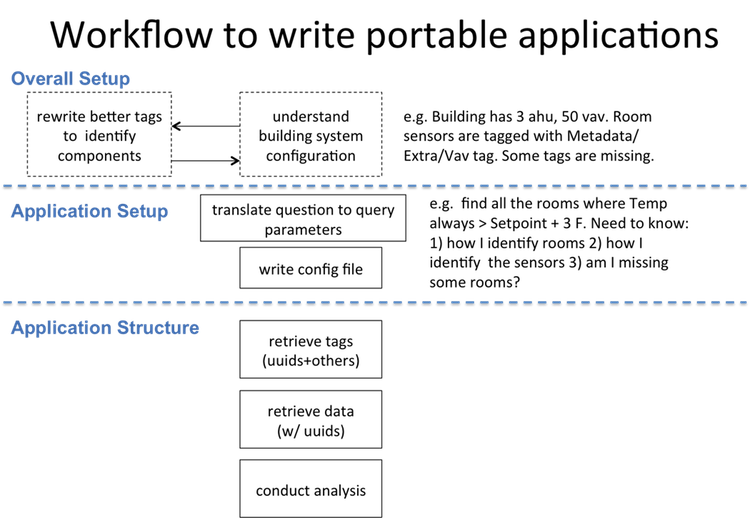 Workflow to write portable applications
Overall Setup
rewrite better tags
to identify
components
understand
building system
configuration
e.g. Building has 3 ahu, 50 vav. Room
sensors are tagged with Metadata/
Extra/Vav tag. Some tags are missing.
Application Setup
translate question to query
parameters
write config file
e.g. find all the rooms where Temp
always > Setpoint + 3 F. Need to know:
1) how I identify rooms 2) how I
identify the sensors 3) am I missing
some rooms?
Application Structure
retrieve tags
(uuids+others)
retrieve data
(w/ uuids)
conduct analysis